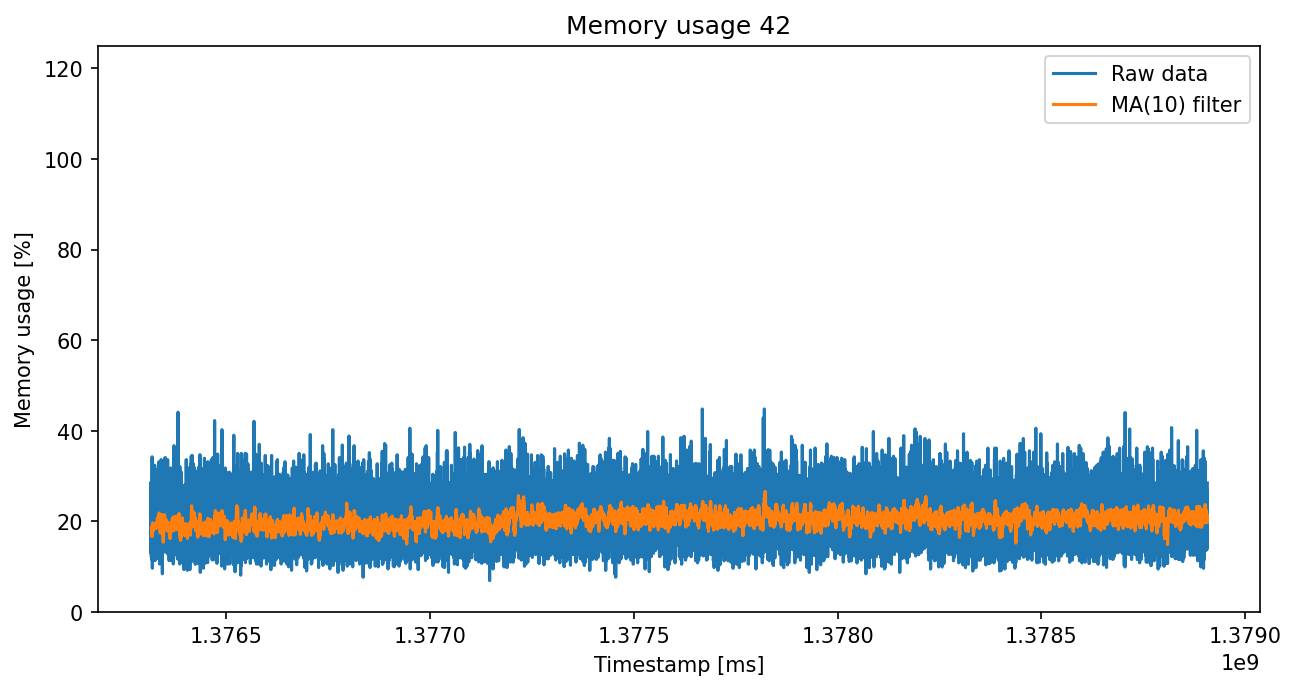 Memory usage 42
Raw data
MA(10) filter
120
100
80
60
40
20
0
Memory usage [%]
1.3765
1.3770
1.3775
1.3780
1.3785
1.3790
1e9
Timestamp [ms]